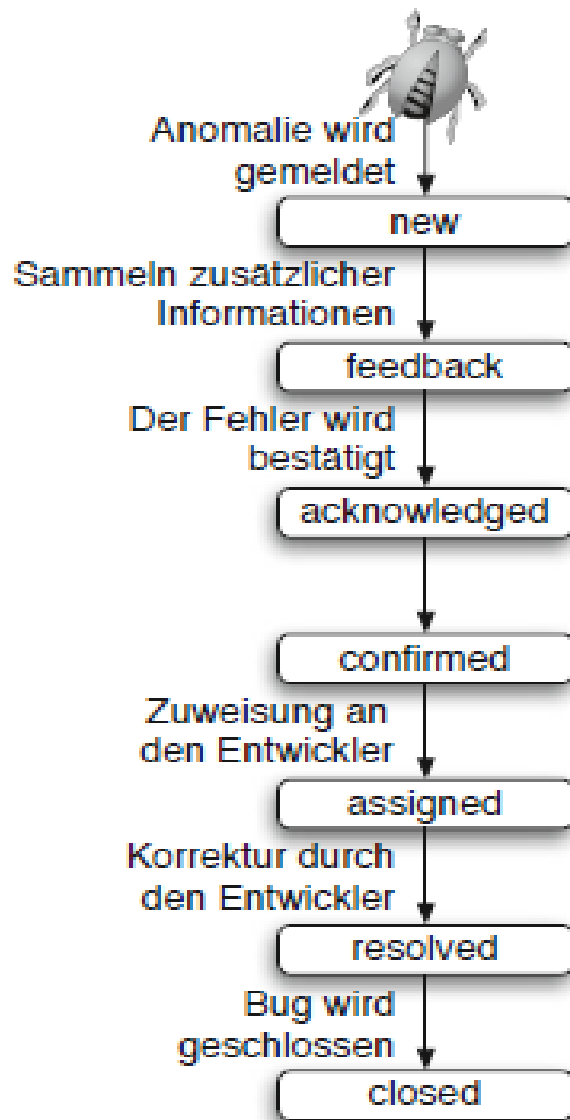 Anomalie wird
gemeldet
new
Sammeln zusätzlicher
Informationen
feedback
Der Fehler wird
bestätigt
acknowledged
confirmed
Zuweisung an
den Entwickler
assigned
Korrektur durch
den Entwickler
resolved
Bug wird
geschlossen
closed